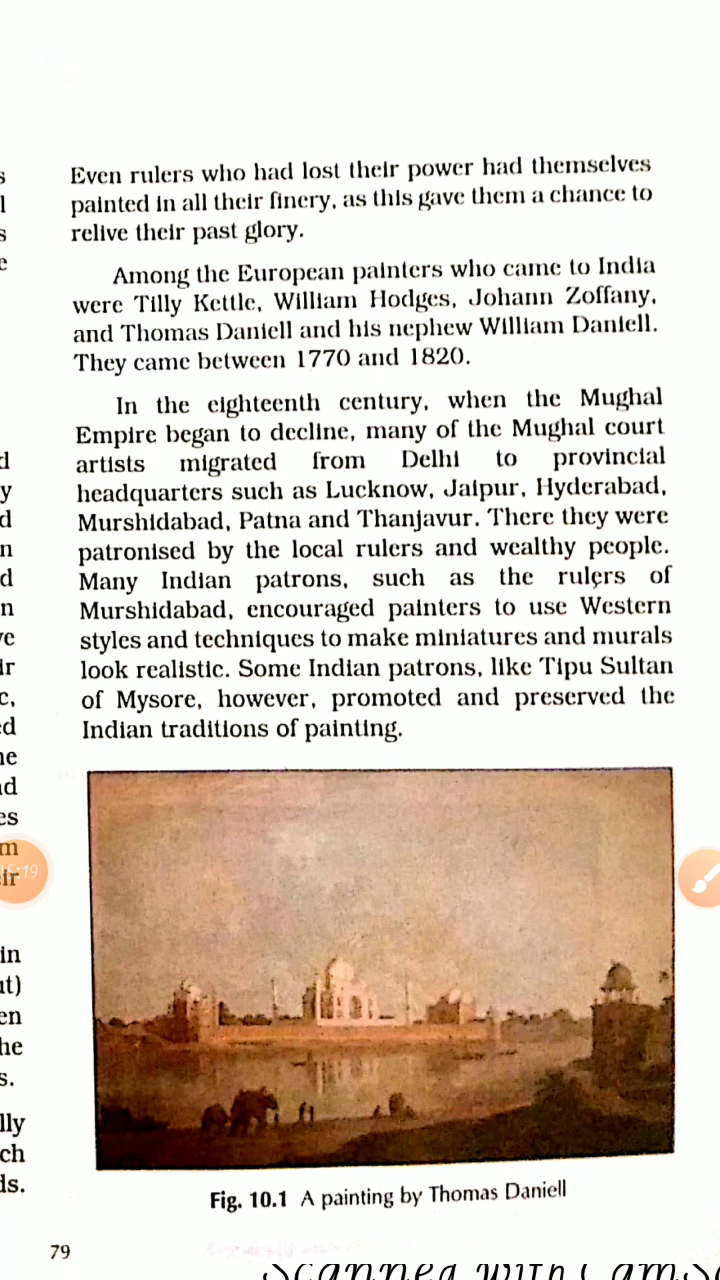 Even rulers who had lost their power had themselves
painted in all their finery, as this gave them a chance to
relive their past glory.
Among the European painters who came to India
were Tilly Kettle, William Hodges, Johann Zoffany,
and Thomas Daniell and his nephew William Daniell.
They came between 1770 and 1820.
In the eighteenth century, when the Mughal
Empire began to decline, many of the Mughal court
artists migrated from Delhi to provincial
headquarters such as Lucknow, Jaipur, Hyderabad,
Murshidabad, Patna and Thanjavur. There they were
patronised by the local rulers and wealthy people.
Many Indian patrons, such as the rulers of
Murshidabad, encouraged painters to use Western
styles and techniques to make miniatures and murals
look realistic. Some Indian patrons, like Tipu Sultan
of Mysore, however, promoted and preserved the
Indian traditions of painting.
Fig. 10.1 A painting by Thomas Daniell
79
Scanned with CamSc